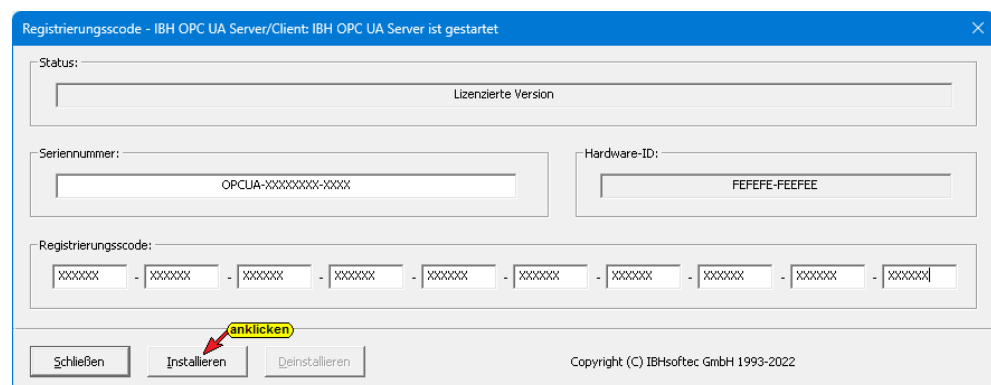 Registrierungsscode - IBH OPC UA Server/Client: IBH OPC UA Server ist gestartet
Status:
Lizenzierte Version
Seriennummer:
Hardware-ID:
OPCUA-XXXXXXXX-XXXX
FEFEFE-FEEFEE
Registrierungsscode:
XXXXXX - XXXXXX - XXXXXX - XXXXXX - XXXXXX - XXXXXX - XXXXXX - XXXXXX - XXXXXX - XXXXXX
anklicken
Schließen Installieren Deinstallieren Copyright (C) IBHsoftec GmbH 1993-2022